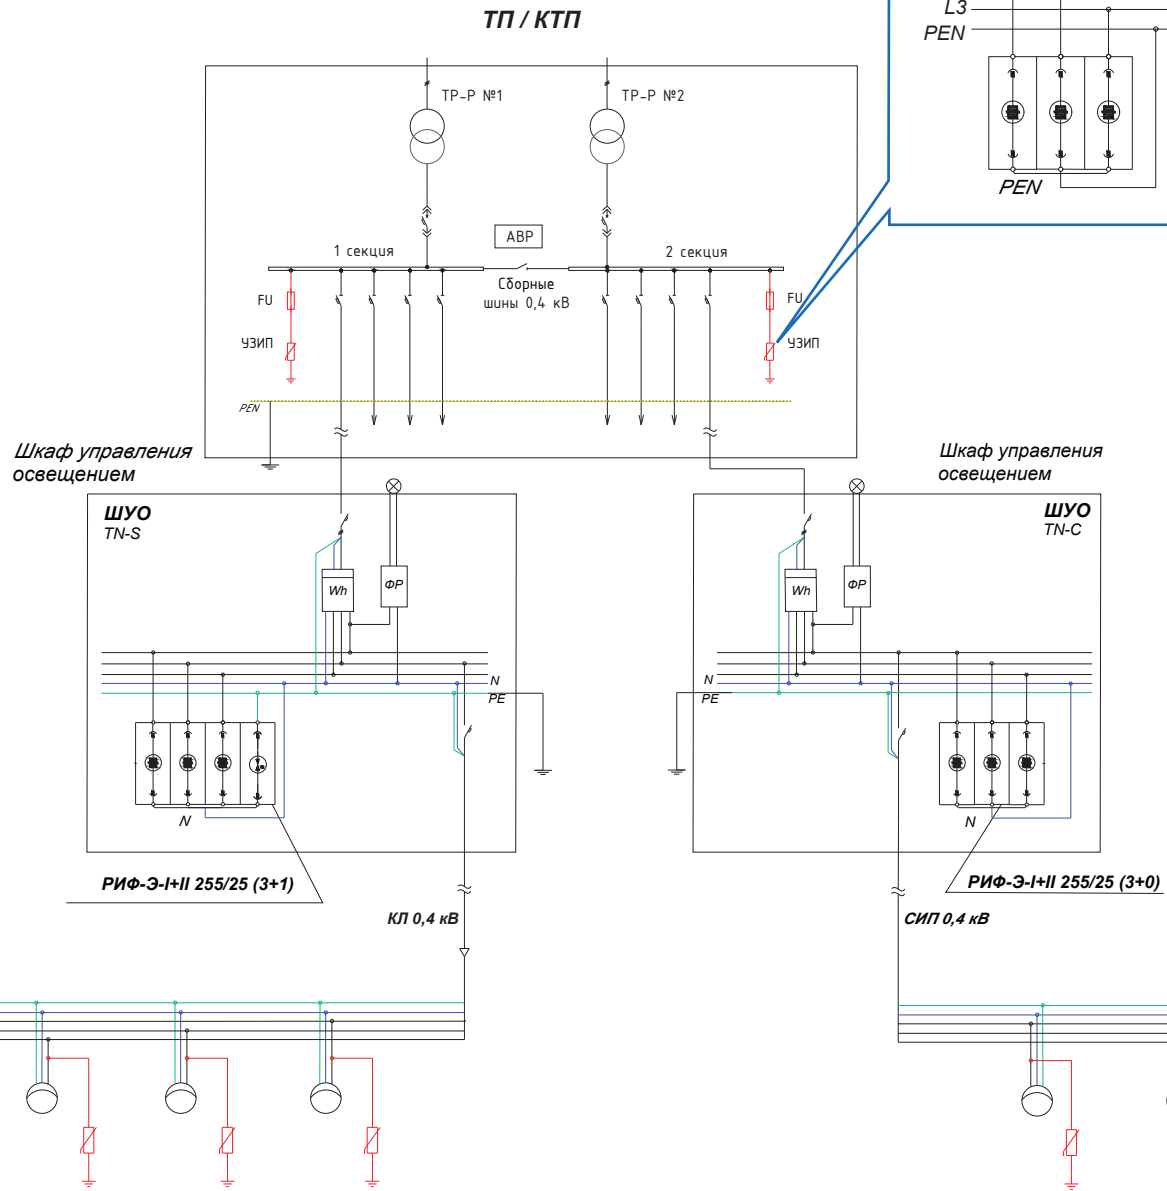 ТП / КТП
L3
PEN
PEN
ТР-Р №1
ТР-Р №2
АВР
1 секция
2 секция
Сборные
шины 0,4 кВ
FU
FU
УЗИП
УЗИП
PEN
Шкаф управления
освещением
Шкаф управления
освещением
ШУО
TN-S
ШУО
TN-C
Wh
ФР
Wh
ФР
N
PE
N
PE
N
N
РИФ-Э-I+II 255/25 (3+1)
РИФ-Э-I+II 255/25 (3+0)
КЛ 0,4 кВ
СИП 0,4 кВ